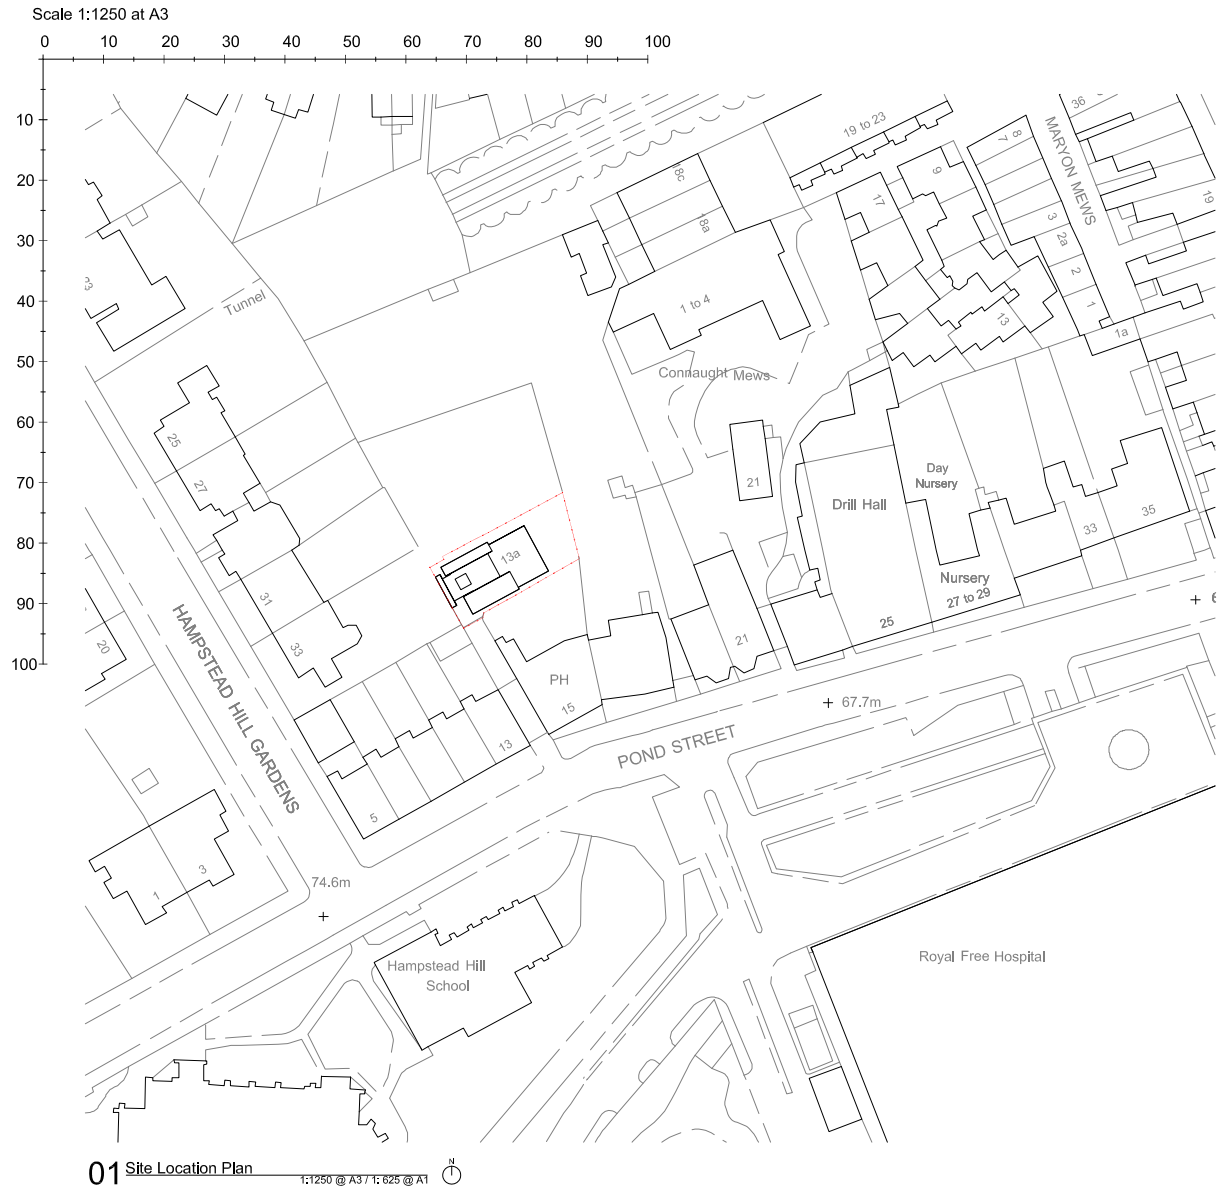 Scale 1:1250 at A3
0 10 20 30 40 50 60 70 80 90 100
10
20
30
40
50
60
70
80
90
100
36
19 to 23
MARYON MEWS
8
7
9
18c
17
19
3
18a
2a
2
23
Tunnel
1 to 4
1
13
1a
Connaught Mews
25
27
21
Day
Nursery
Drill Hall
35
33
13a
Nursery
27 to 29
31
HAMPSTEAD HILL GARDENS
33
20
21
25
PH
15
67.7m
13
POND STREET
5
3
1
74.6m
Hampstead Hill
School
Royal Free Hospital
01 Site Location Plan
1:1250 @ A3 / 1: 625 @ A1
N